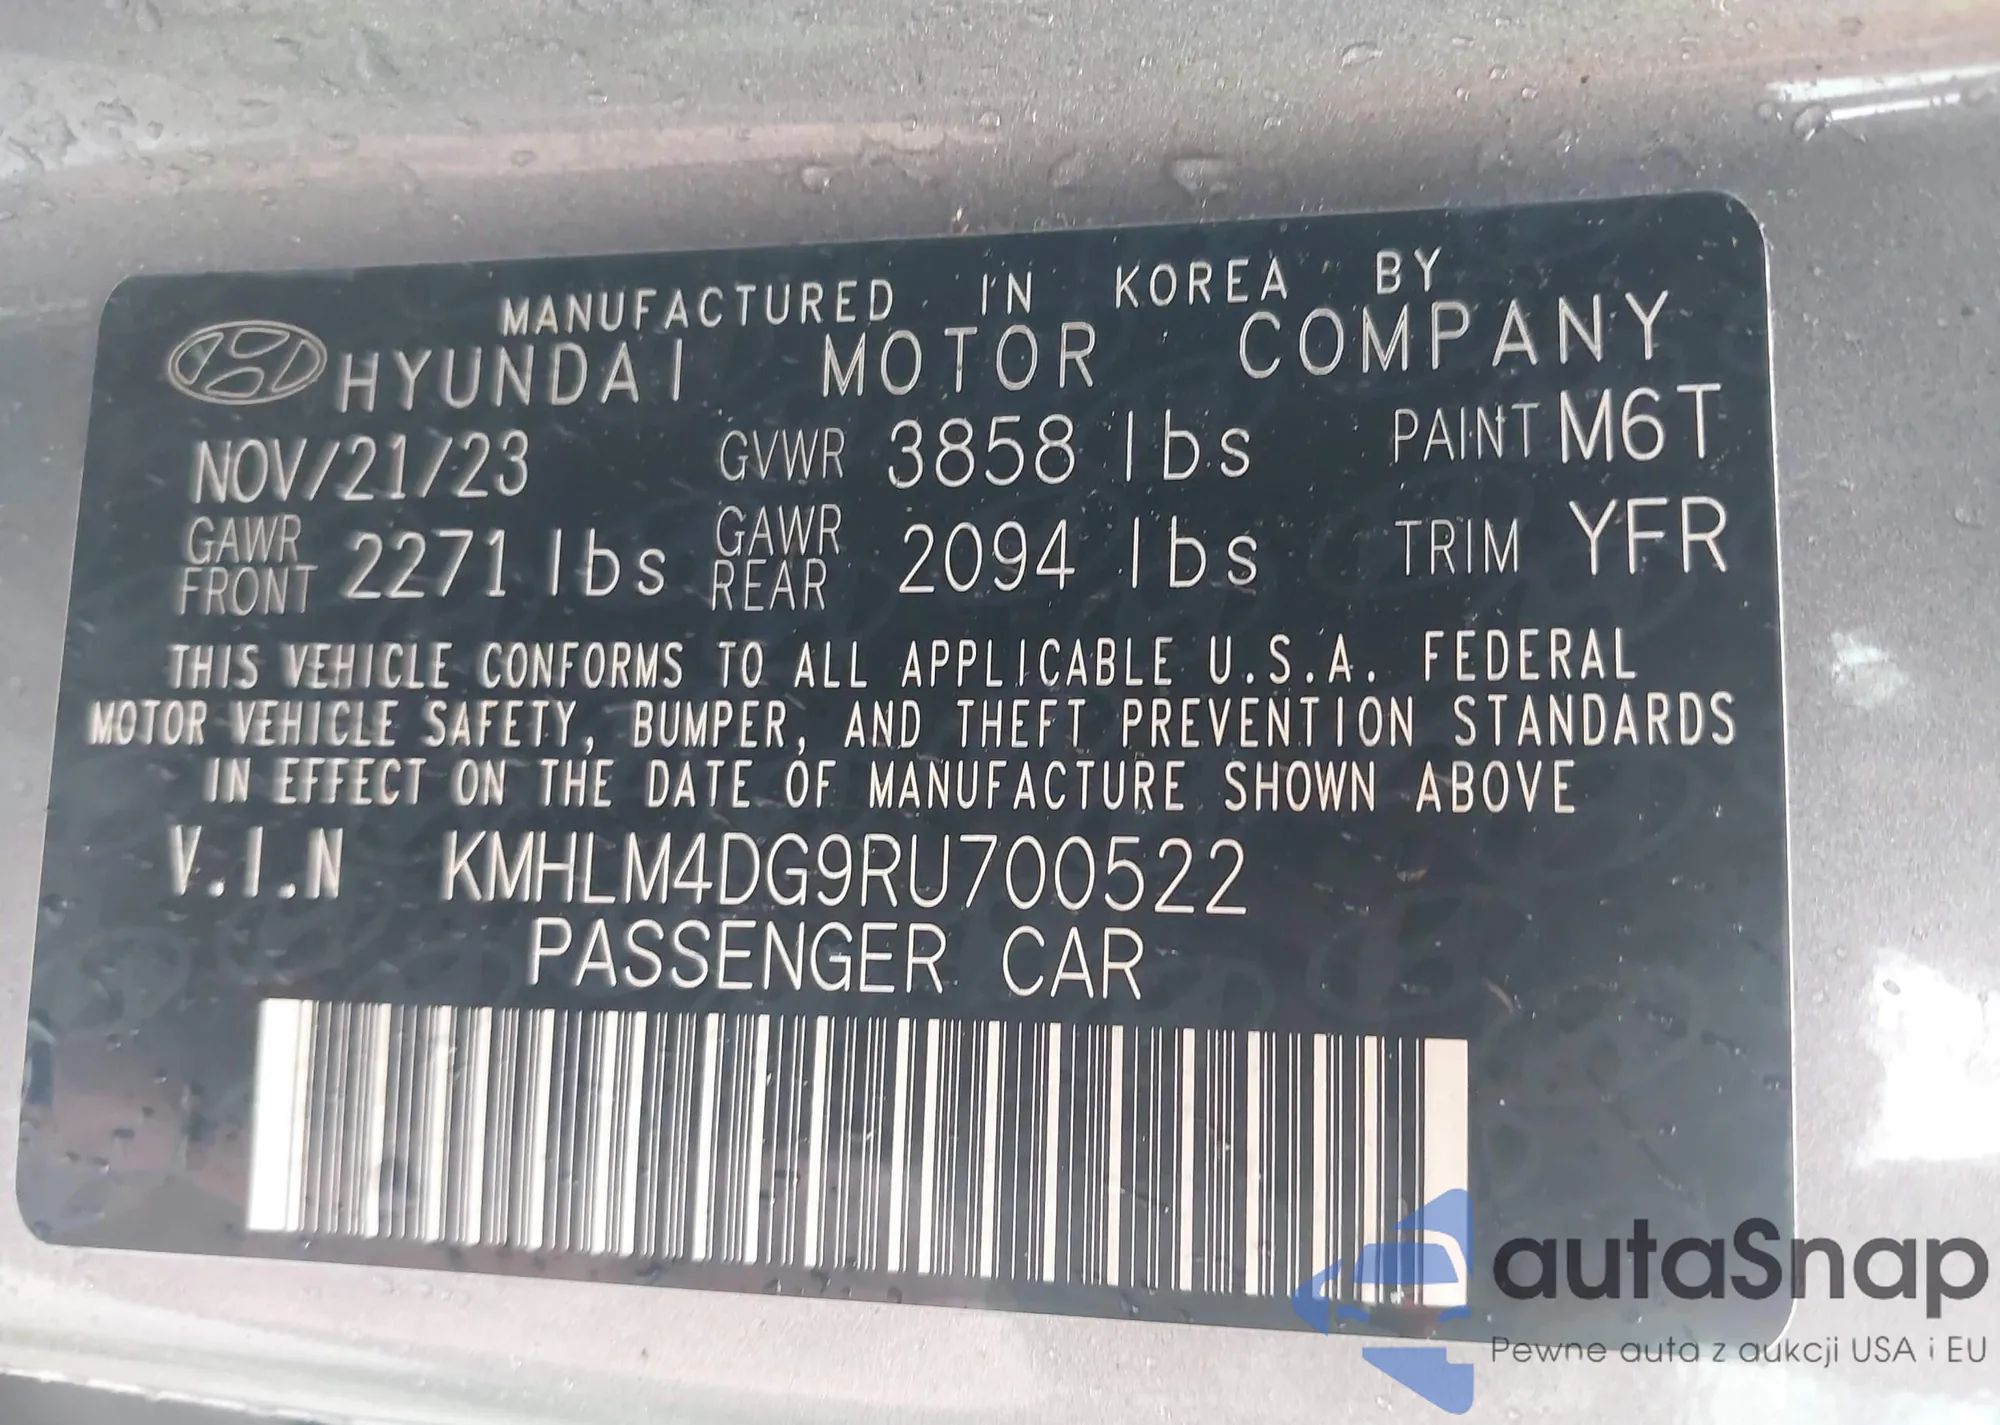 MANUFACTURED IN KOREA BY
HYUNDAI MOTOR COMPANY
NOV/21/23 GVWR 3858 lbs PAINT M6T
GAWR FRONT 2271 lbs GAWR REAR 2094 lbs TRIM YFR
THIS VEHICLE CONFORMS TO ALL APPLICABLE U.S.A. FEDERAL
MOTOR VEHICLE SAFETY, BUMPER, AND THEFT PREVENTION STANDARDS
IN EFFECT ON THE DATE OF MANUFACTURE SHOWN ABOVE
V.I.N KMHLM4DG9RU700522
PASSENGER CAR
autaSnap
Pewne auta z aukcji USA i EU